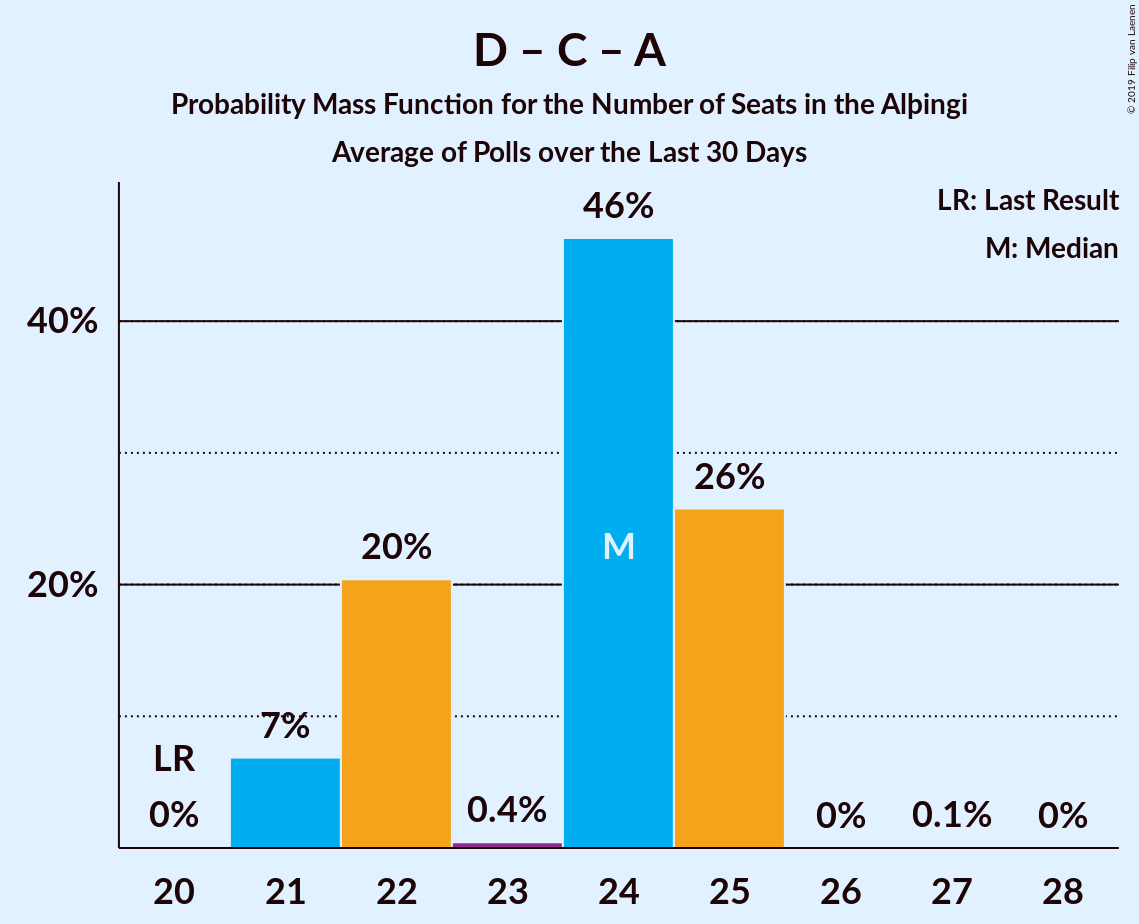 D – C – A
Probability Mass Function for the Number of Seats in the Alþingi
Average of Polls over the Last 30 Days
© 2019 Filip van Laenen
LR: Last Result
M: Median
46%
40%
26%
M
20%
20%
7%
LR
0%
0.4%
0%
0.1%
0%
20 21 22 23 24 25 26 27 28